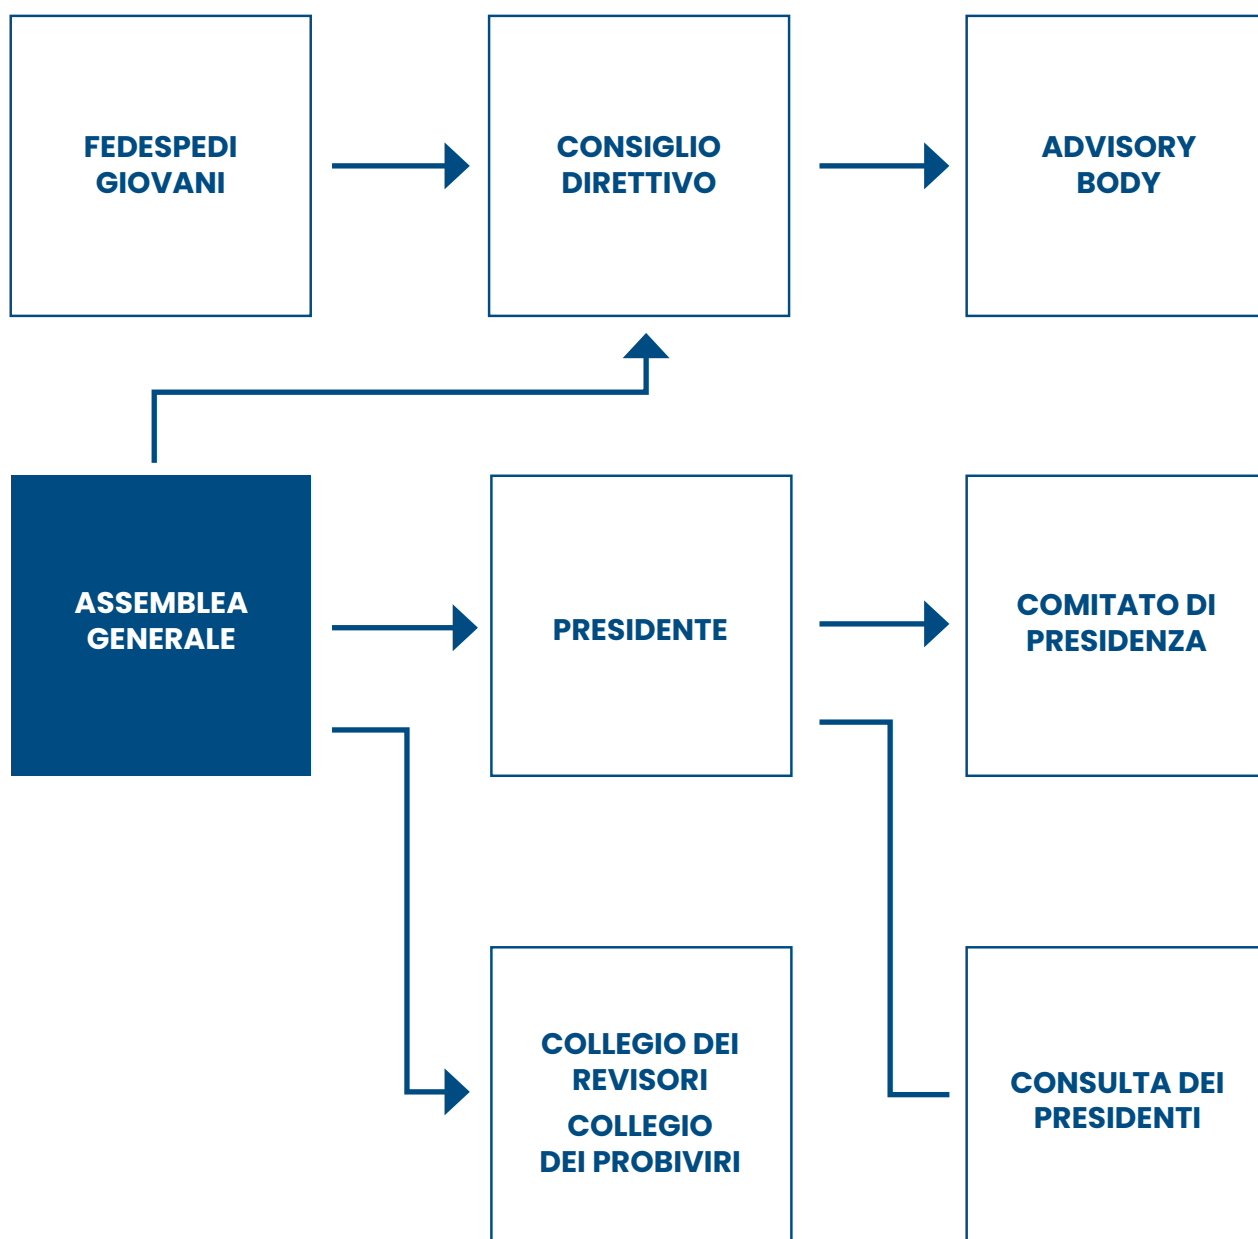 FEDESPEDI
GIOVANI
CONSIGLIO
DIRETTIVO
ADVISORY
BODY
ASSEMBLEA
GENERALE
PRESIDENTE
COMITATO DI
PRESIDENZA
COLLEGIO DEI
REVISORI
COLLEGIO
DEI PROBIVIRI
CONSULTA DEI
PRESIDENTI